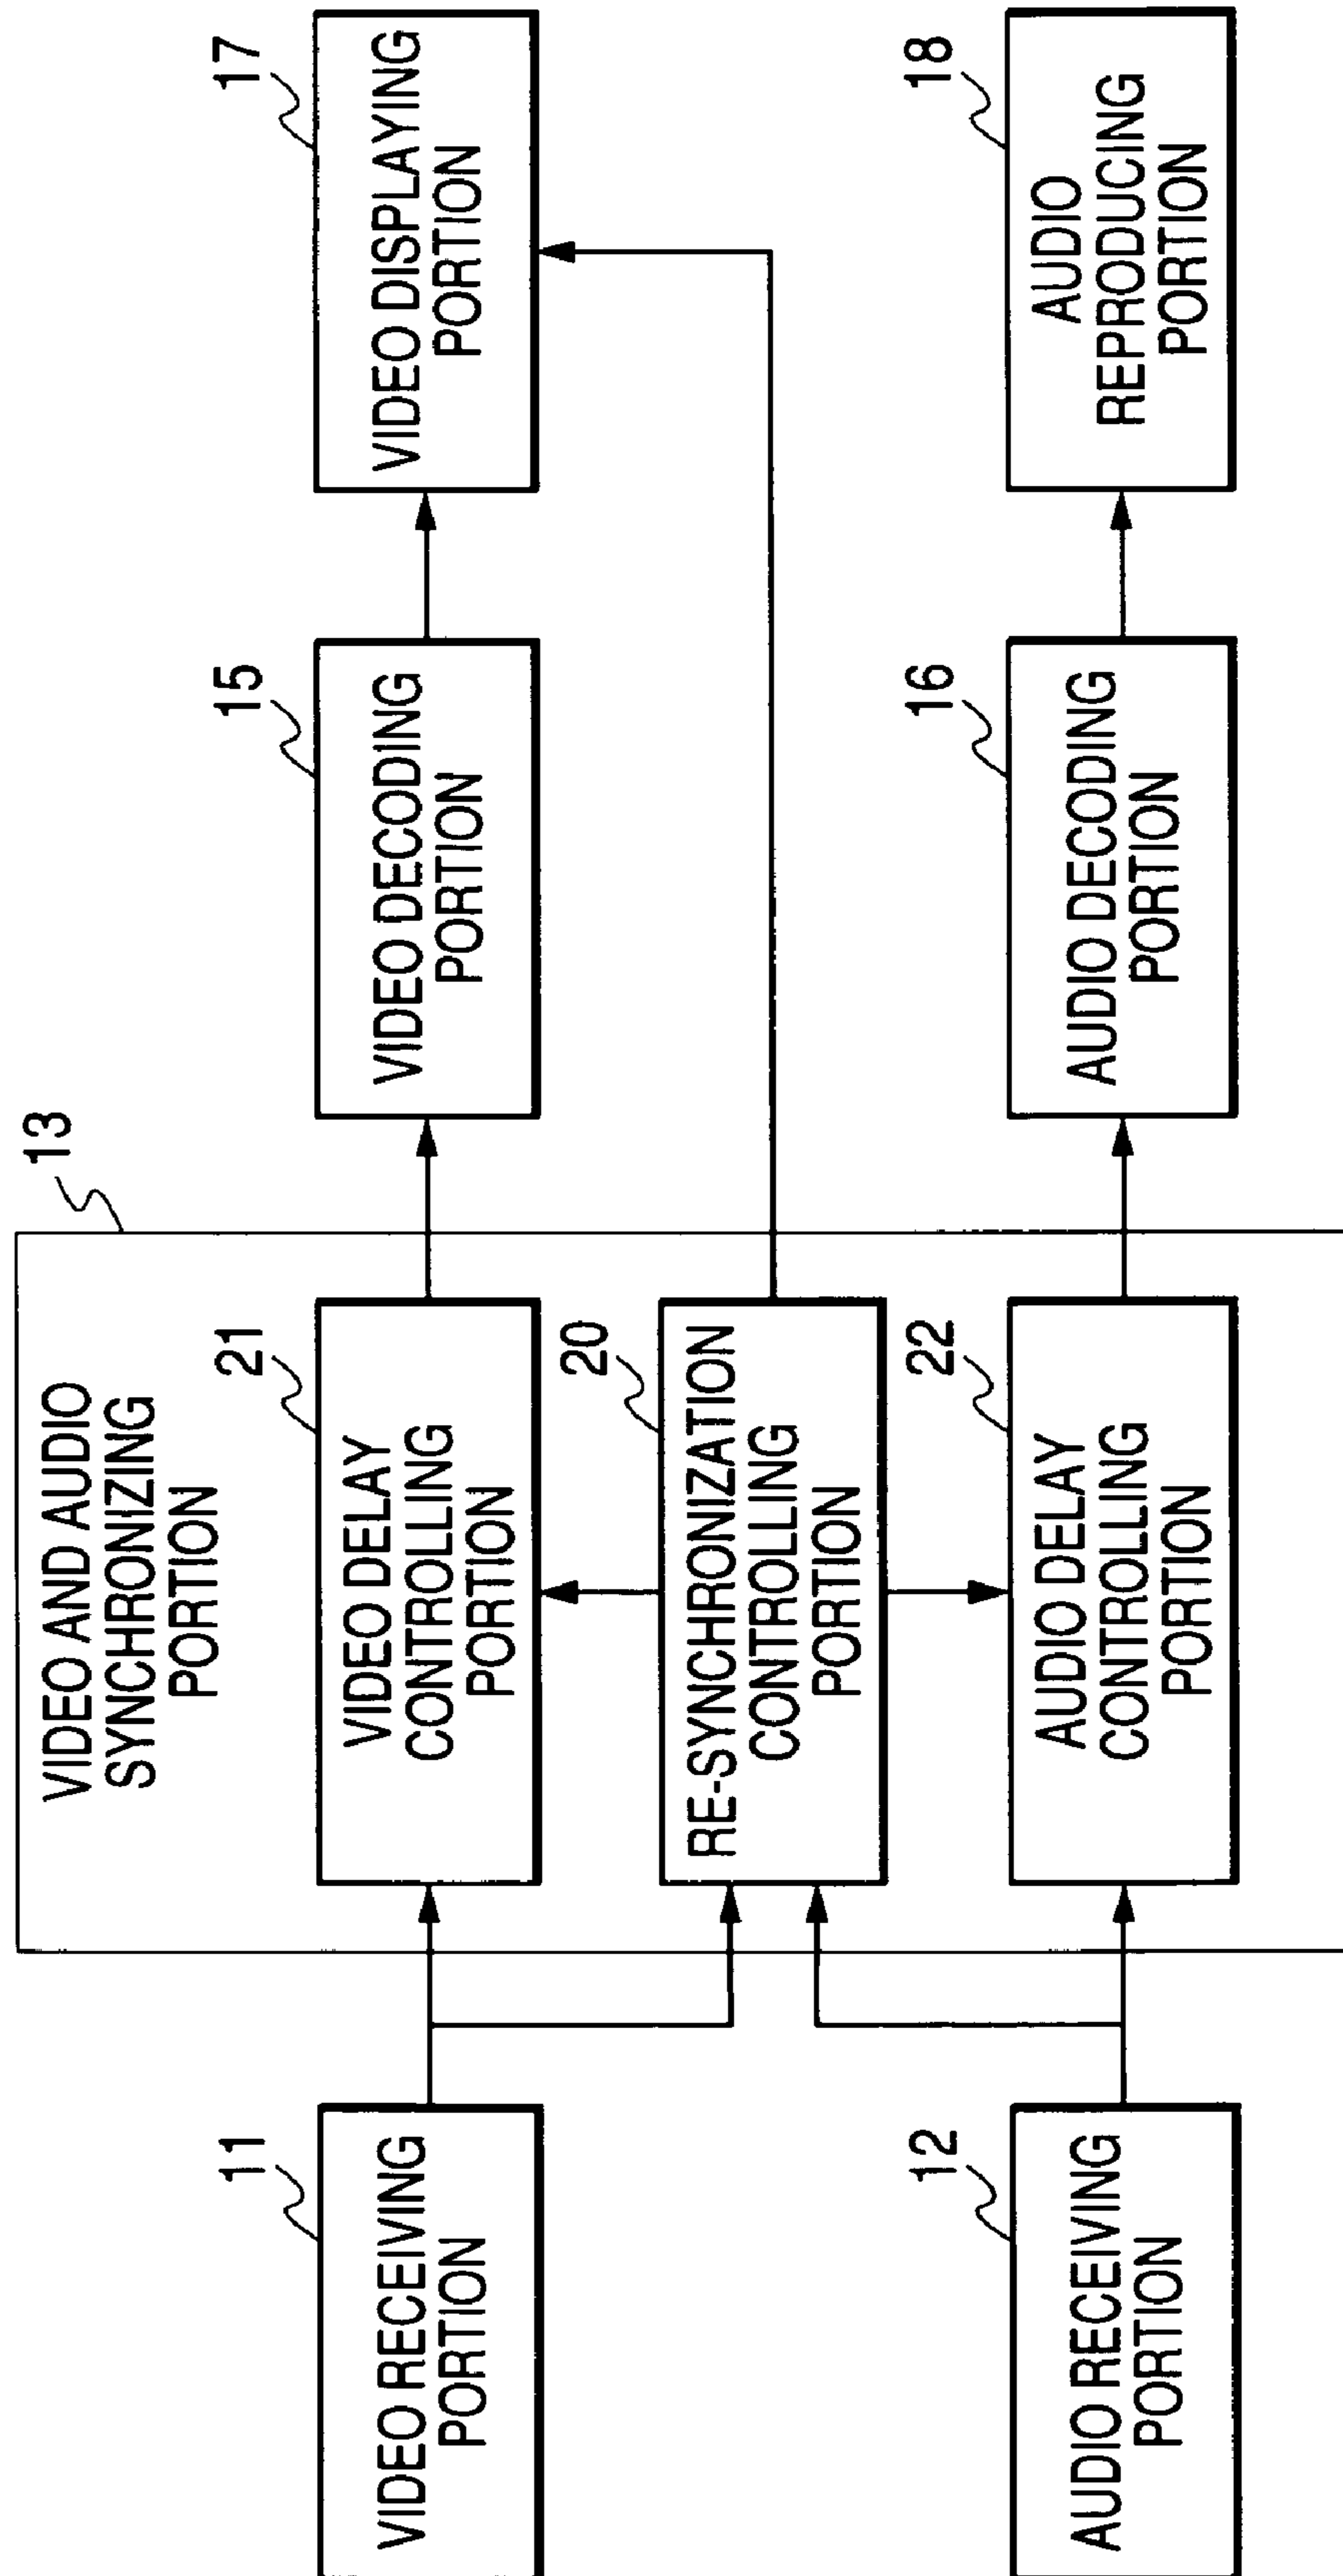 11
VIDEO RECEIVING
PORTION
12
AUDIO RECEIVING
PORTION
13
VIDEO AND AUDIO
SYNCHRONIZING
PORTION
21
VIDEO DELAY
CONTROLLING
PORTION
20
RE-SYNCHRONIZATION
CONTROLLING
PORTION
22
AUDIO DELAY
CONTROLLING
PORTION
15
VIDEO DECODING
PORTION
16
AUDIO DECODING
PORTION
17
VIDEO DISPLAYING
PORTION
18
AUDIO
REPRODUCING
PORTION